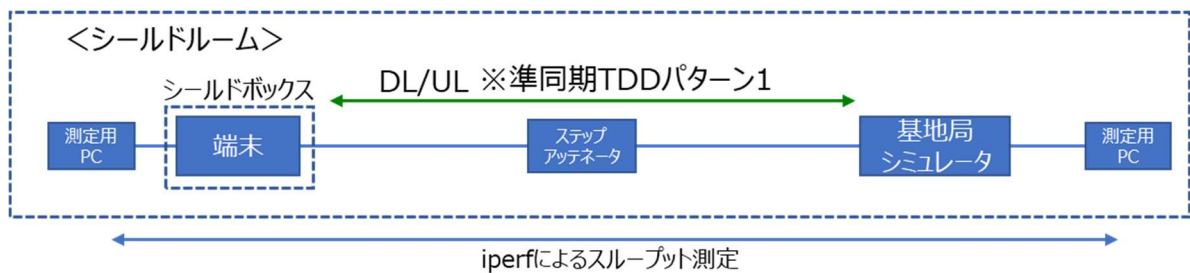 ＜シールドルーム＞
シールドボックス
DL/UL ※準同期TDDパターン1
測定用
PC
端末
ステップ
アッテネータ
基地局
シミュレータ
測定用
PC
iperfによるスループット測定